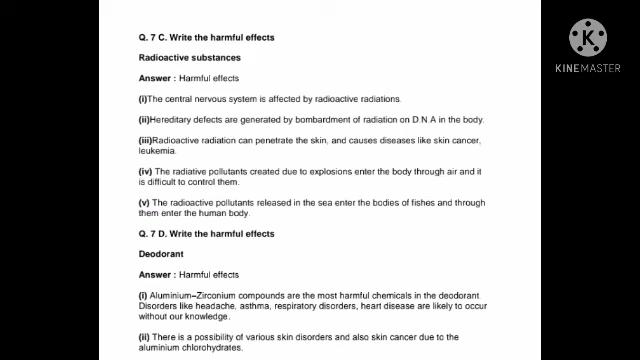 Q. 7 C. Write the harmful effects
Radioactive substances
Answer : Harmful effects
(i)The central nervous system is affected by radioactive radiations.
(ii)Hereditary defects are generated by bombardment of radiation on D.N.A in the body.
(iii)Radioactive radiation can penetrate the skin, and causes diseases like skin cancer,
leukemia.
(iv) The radiative pollutants created due to explosions enter the body through air and it
is difficult to control them.
(v) The radioactive pollutants released in the sea enter the bodies of fishes and through
them enter the human body.
Q. 7 D. Write the harmful effects
Deodorant
Answer : Harmful effects
(i) Aluminium–Zirconium compounds are the most harmful chemicals in the deodorant.
Disorders like headache, asthma, respiratory disorders, heart disease are likely to occur
without our knowledge.
(ii) There is a possibility of various skin disorders and also skin cancer due to the
aluminium chlorohydrates.
K
KINEMASTER